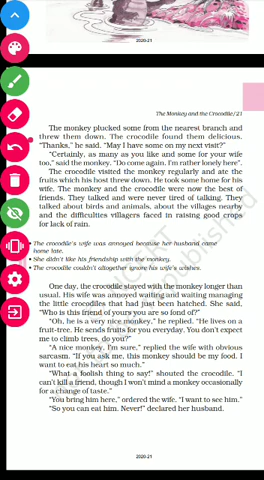 2020-21
The Monkey and the Crocodile/21
The monkey plucked some from the nearest branch and
threw them down. The crocodile found them delicious.
"Thanks," he said. "May I have some on my next visit?"
"Certainly, as many as you like and some for your wife
too," said the monkey. "Do come again. I'm rather lonely here".
The crocodile visited the monkey regularly and ate the
fruits which his host threw down. He took some home for his
wife. The monkey and the crocodile were now the best of
friends. They talked and were never tired of talking. They
talked about birds and animals, about the villages nearby
and the difficulties villagers faced in raising good crops
for lack of rain.
• The crocodile's wife was annoyed because her husband came
home late.
• She didn't like his friendship with the monkey.
• The crocodile couldn't altogether ignore his wife's wishes.
One day, the crocodile stayed with the monkey longer than
usual. His wife was annoyed waiting and waiting managing
the little crocodiles that had just been hatched. She said,
"Who is this friend of yours you are so fond of?"
"Oh, he is a very nice monkey," he replied. "He lives on a
fruit-tree. He sends fruits for you everyday. You don't expect
me to climb trees, do you?"
"A nice monkey, I'm sure," replied the wife with obvious
sarcasm. "If you ask me, this monkey should be my food. I
want to eat his heart so much."
"What a foolish thing to say!" shouted the crocodile. "I
can't kill a friend, though I won't mind a monkey occasionally
for a change of taste."
"You bring him here," ordered the wife. "I want to see him."
"So you can eat him. Never!" declared her husband.
2020-21